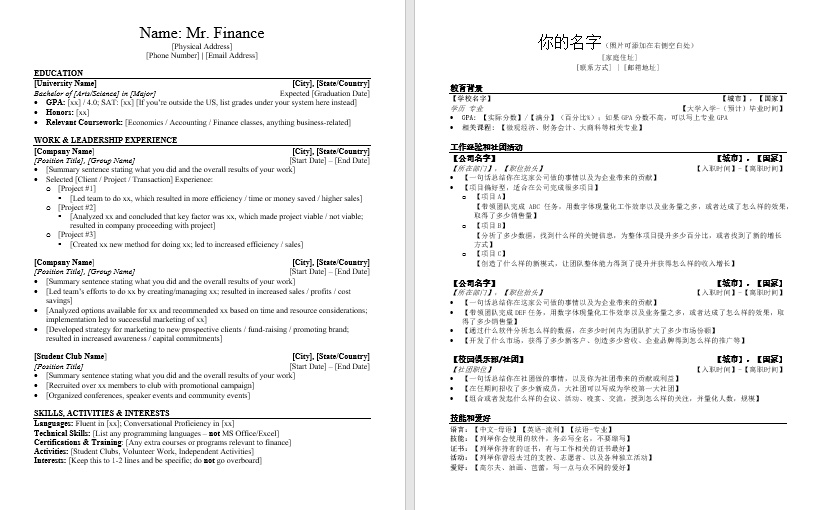 Name: Mr. Finance
[Physical Address]
[Phone Number] | [Email Address]
EDUCATION
[University Name] [City], [State/Country]
Bachelor of [Arts/Science] in [Major] Expected [Graduation Date]
• GPA: [xx] / 4.0; SAT: [xx] [If you're outside the US, list grades under your system here instead]
• Honors: [xx]
• Relevant Coursework: [Economics / Accounting / Finance classes, anything business-related]
WORK & LEADERSHIP EXPERIENCE
[Company Name] [City], [State/Country]
[Position Title], [Group Name] [Start Date] – [End Date]
• [Summary sentence stating what you did and the overall results of your work]
• Selected [Client / Project / Transaction] Experience:
o [Project #1]
▪ [Led team to do xx, which resulted in more efficiency / time or money saved / higher sales]
o [Project #2]
▪ [Analyzed xx and concluded that key factor was xx, which made project viable / not viable;
resulted in company proceeding with project]
o [Project #3]
▪ [Created xx new method for doing xx; led to increased efficiency / sales]
[Company Name] [City], [State/Country]
[Position Title], [Group Name] [Start Date] – [End Date]
• [Summary sentence stating what you did and the overall results of your work]
• [Led team's efforts to do xx by creating/managing xx; resulted in increased sales / profits / cost
savings]
• [Analyzed options available for xx and recommended xx based on time and resource considerations;
implementation led to successful marketing of xx]
• [Developed strategy for marketing to new prospective clients / fund-raising / promoting brand;
resulted in increased awareness / capital commitments]
[Student Club Name] [City], [State/Country]
[Position Title] [Start Date] – [End Date]
• [Summary sentence stating what you did and the overall results of your work]
• [Recruited over xx members to club with promotional campaign]
• [Organized conferences, speaker events and community events]
SKILLS, ACTIVITIES & INTERESTS
Languages: Fluent in [xx]; Conversational Proficiency in [xx]
Technical Skills: [List any programming languages – not MS Office/Excel]
Certifications & Training: [Any extra courses or programs relevant to finance]
Activities: [Student Clubs, Volunteer Work, Independent Activities]
Interests: [Keep this to 1-2 lines and be specific; do not go overboard]
你的名字（图片可添加在右侧空白处）
[家庭住址]
[联系方式] | [邮箱地址]
教育背景
【学校名字】 【城市】，【国家】
学历 专业 【大学入学-（预计）毕业时间】
• GPA: 【实际分数】/【满分】（百分比%）；如果 GPA 分数不高，可以写上专业 GPA
• 相关课程：【微观经济、财务会计、大商科等相关专业】
工作经验和社团活动
【公司名字】 【城市】，【国家】
【所在部门】，【职位抬头】 【入职时间】-【离职时间】
• 【一句话总结你在这家公司做的事情以及为企业带来的贡献】
• 【项目偏好型，适合在公司完成很多项目】
o 【项目 A】
【带领团队完成 ABC 任务，用数字体现量化工作效率以及业务量之多，或者达成了怎么样的效果，
取得了多少销售量】
o 【项目 B】
【分析了多少数据，找到什么样的关键信息，为整体项目提升多少百分比，或者找到了新的增长
方式】
o 【项目 C】
【创造了什么样的新模式，让团队整体能力得到了提升并获得怎么样的收入增长】
【公司名字】 【城市】，【国家】
【所在部门】，【职位抬头】 【入职时间】-【离职时间】
• 【一句话总结你在这家公司做的事情以及为企业带来的贡献】
• 【带领团队完成 DEF 任务，用数字体现量化工作效率以及业务量之多，或者达成了怎么样的效果，取
得了多少销售量】
• 【通过什么软件分析怎么样的数据，在多少时间内为团队扩大了多少市场份额】
• 【开发了什么市场，获得了多少新客户、创造多少营收、企业品牌得到怎么样的推广等】
【校园俱乐部/社团】 【城市】，【国家】
【社团职位】 【入职时间】-【离职时间】
• 【一句话总结你在社团做的事情，以及你为社团带来的贡献或利益】
• 【在任期间招收了多少新成员，大社团可以写成为学校第一大社团】
• 【组合或者发起什么样的会议、活动、晚宴、交流，授到怎么样的关注，并量化人数，规模】
技能和爱好
语言：【中文-母语】【英语-流利】【法语-专业】
技能：【列举你会使用的软件，务必写全名，不要缩写】
证书：【列举你持有的证书，有与工作相关的证书最好】
活动：【列举你曾经去过的支教、志愿者、以及各种独立活动】
爱好：【高尔夫、油画、芭蕾，写一点与众不同的爱好】